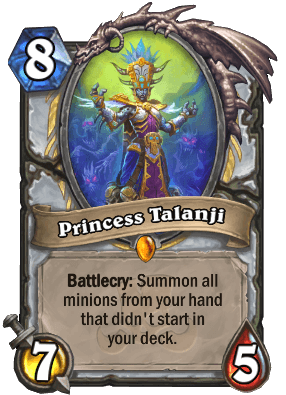 8
Princess Talanji
Battlecry: Summon all
minions from your hand
that didn't start in
your deck.
7
5